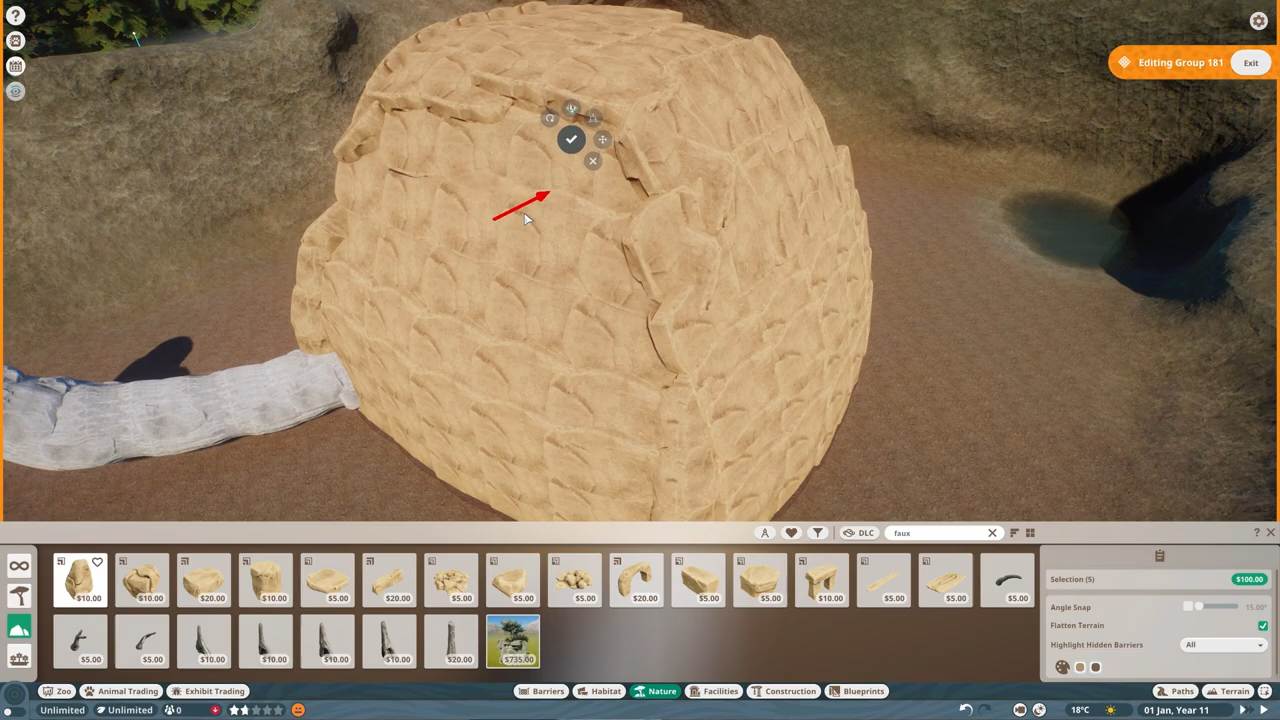 ?
Editing Group 181 Exit
DLC faux
?
$10.00 $10.00 $20.00 $10.00 $5.00 $20.00 $5.00 $5.00 $5.00 $20.00 $5.00 $5.00 $10.00 $5.00 $5.00 $5.00
$5.00 $5.00 $10.00 $10.00 $10.00 $10.00 $20.00 $735.00
Selection (5) $100.00
Angle Snap 15.00°
Flatten Terrain
Highlight Hidden Barriers All
Zoo Animal Trading Exhibit Trading Barriers Habitat Nature Facilities Construction Blueprints Paths Terrain
Unlimited Unlimited 0 18°C 01 Jan, Year 11